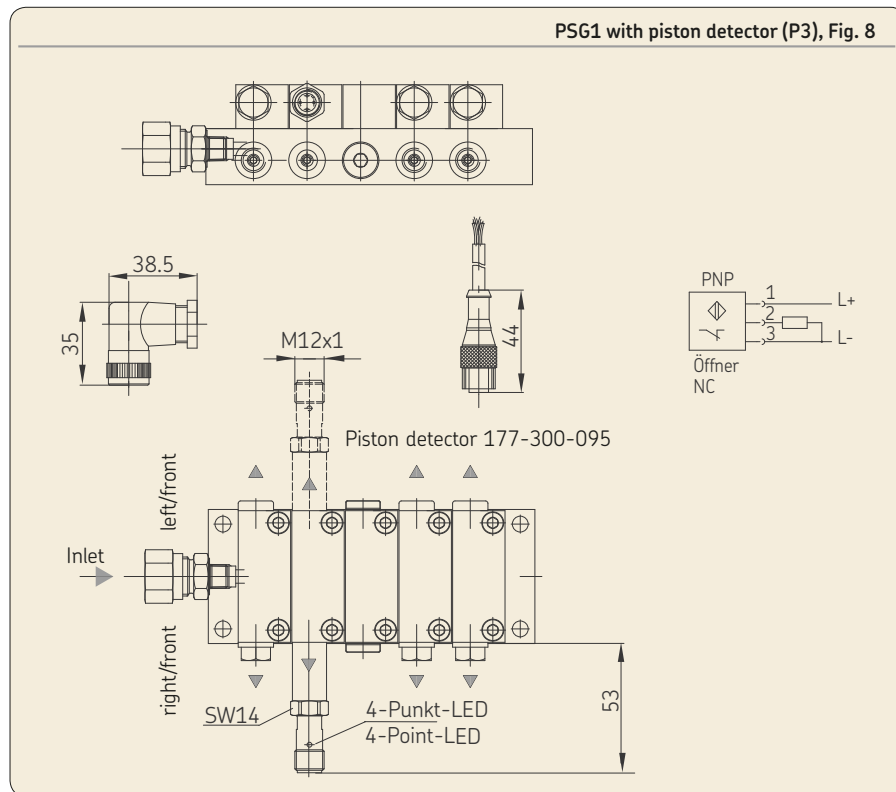 PSG1 with piston detector (P3), Fig. 8
38.5
35
44
M12x1
PNP
1
L+
2
3
L-
Öffner
NC
Piston detector 177-300-095
left/front
Inlet
right/front
SW14
4-Punkt-LED
4-Point-LED
53